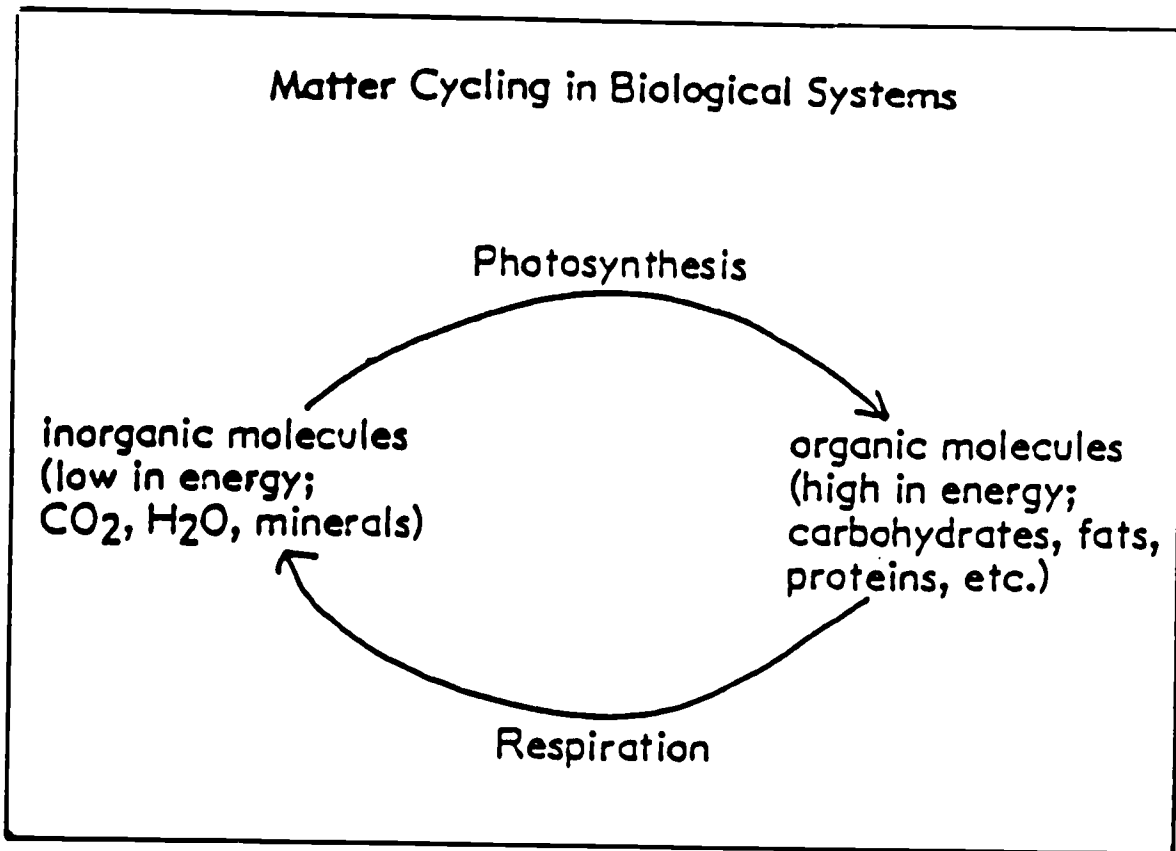 Matter Cycling in Biological Systems
Photosynthesis
inorganic molecules
(low in energy;
CO2, H2O, minerals)
organic molecules
(high in energy;
carbohydrates, fats,
proteins, etc.)
Respiration